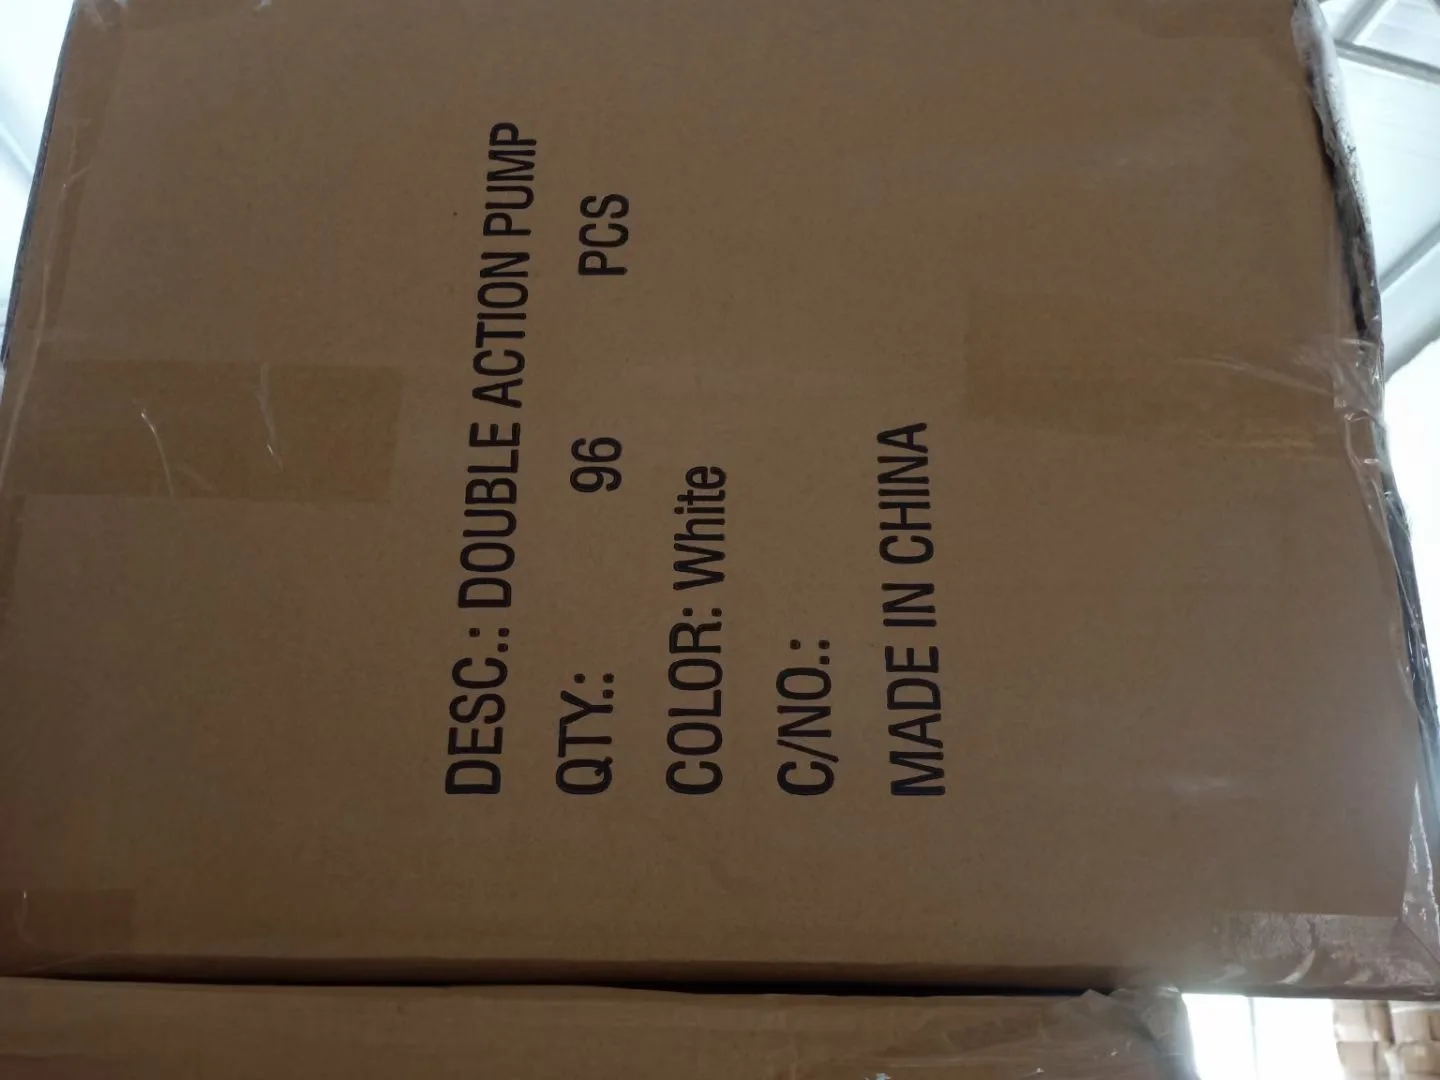 DESC.: DOUBLE ACTION PUMP
QTY.: 96 PCS
COLOR: White
C/NO.:
MADE IN CHINA